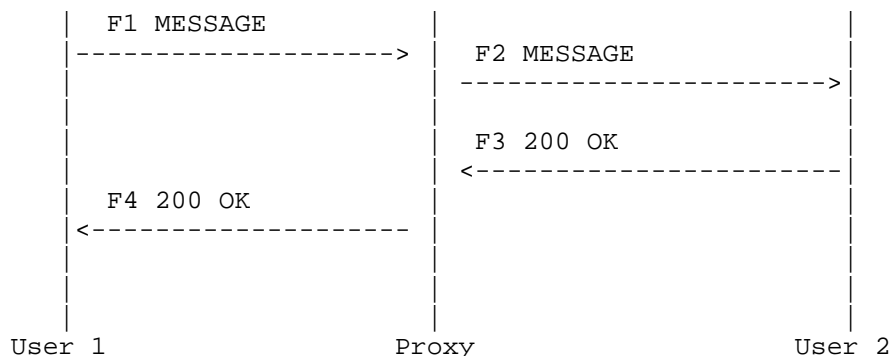 F1 MESSAGE
F2 MESSAGE
F3 200 OK
F4 200 OK
User 1 Proxy User 2